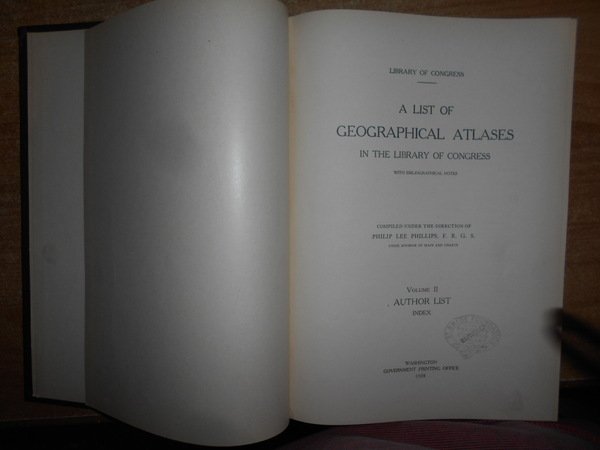 LIBRARY OF CONGRESS
A LIST OF
GEOGRAPHICAL ATLASES
IN THE LIBRARY OF CONGRESS
WITH BIBLIOGRAPHICAL NOTES
COMPILED UNDER THE DIRECTION OF
PHILIP LEE PHILLIPS, F. R. G. S.
CHIEF, DIVISION OF MAPS AND CHARTS
VOLUME II
AUTHOR LIST
INDEX
WASHINGTON
GOVERNMENT PRINTING OFFICE